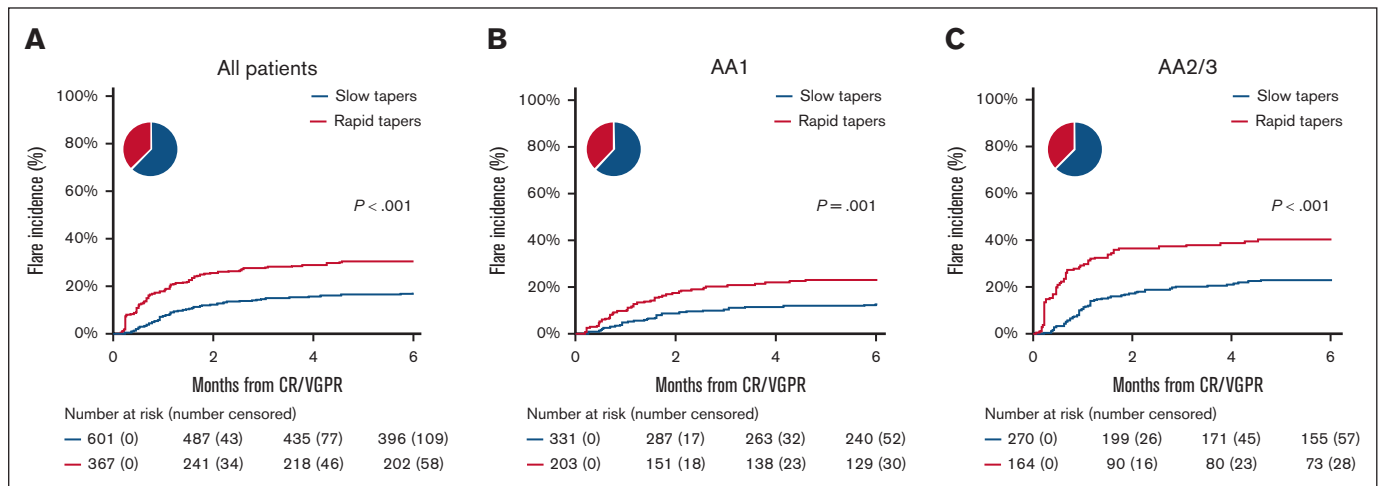 A
All patients
Flare incidence (%)
100%
80%
60%
40%
20%
0%
Slow tapers
Rapid tapers
P < .001
0 2 4 6
Months from CR/VGPR
Number at risk (number censored)
601 (0) 487 (43) 435 (77) 396 (109)
367 (0) 241 (34) 218 (46) 202 (58)
B
AA1
Flare incidence (%)
100%
80%
60%
40%
20%
0%
Slow tapers
Rapid tapers
P = .001
0 2 4 6
Months from CR/VGPR
Number at risk (number censored)
331 (0) 287 (17) 263 (32) 240 (52)
203 (0) 151 (18) 138 (23) 129 (30)
C
AA2/3
Flare incidence (%)
100%
80%
60%
40%
20%
0%
Slow tapers
Rapid tapers
P < .001
0 2 4 6
Months from CR/VGPR
Number at risk (number censored)
270 (0) 199 (26) 171 (45) 155 (57)
164 (0) 90 (16) 80 (23) 73 (28)